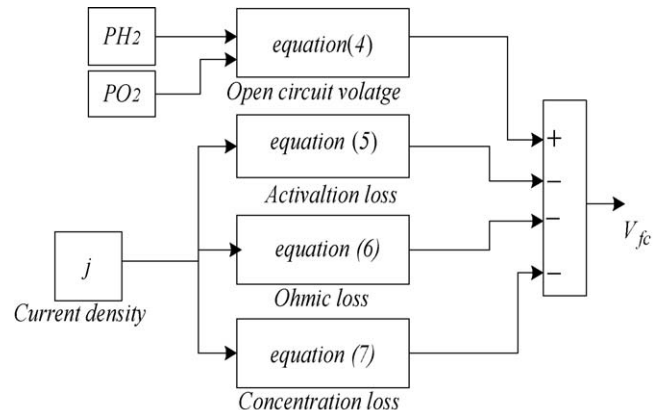 PH2
equation(4)
PO2
Open circuit volatge
equation (5)
+
−
Activaltion loss
−
equation (6)
V_fc
j
Ohmic loss
−
Current density
equation (7)
Concentration loss